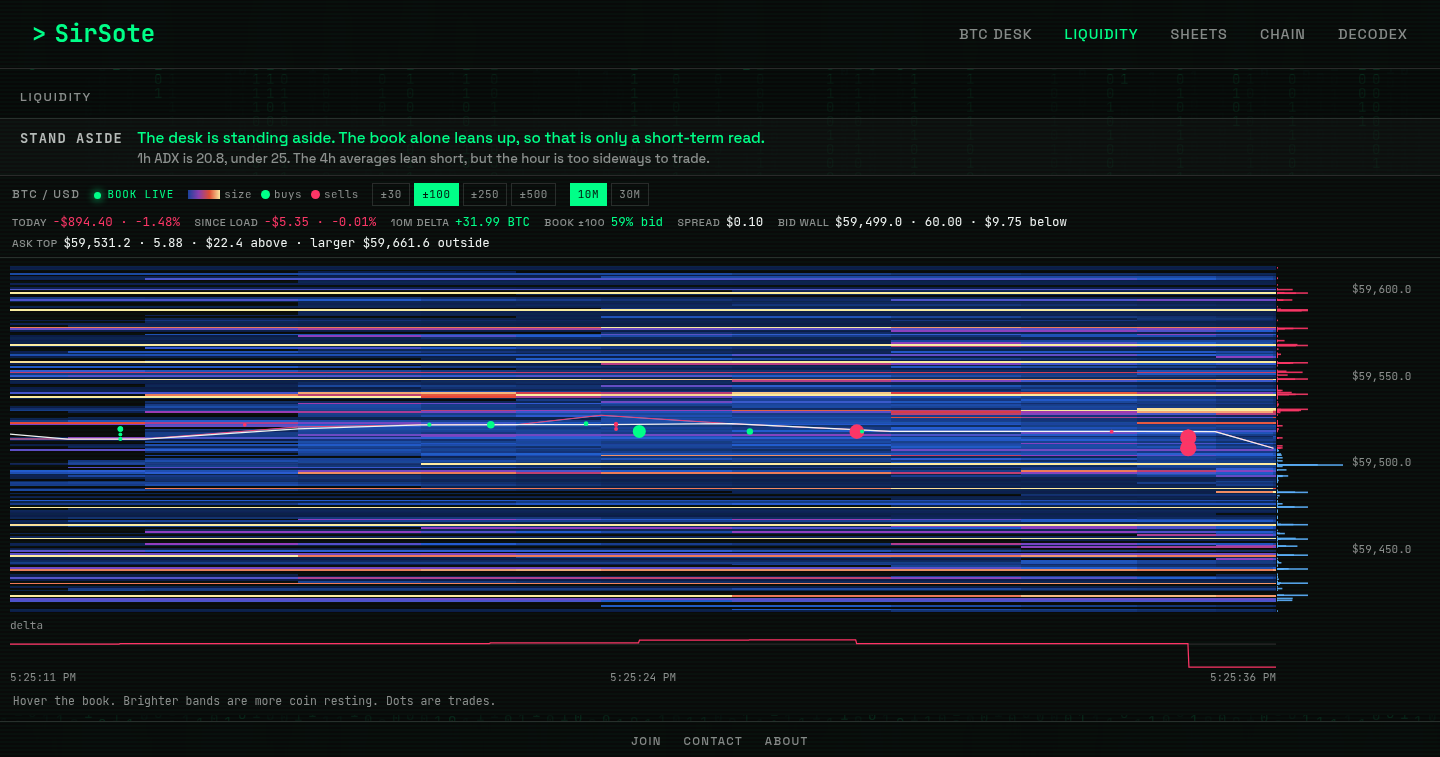 > SirSote
BTC DESK LIQUIDITY SHEETS CHAIN DECODEX
LIQUIDITY
STAND ASIDE The desk is standing aside. The book alone leans up, so that is only a short-term read.
1h ADX is 20.8, under 25. The 4h averages lean short, but the hour is too sideways to trade.
BTC / USD BOOK LIVE size buys sells ±30 ±100 ±250 ±500 10M 30M
TODAY -$894.40 · -1.48% SINCE LOAD -$5.35 · -0.01% 10M DELTA +31.99 BTC BOOK ±100 59% bid SPREAD $0.10 BID WALL $59,499.0 · 60.00 · $9.75 below
ASK TOP $59,531.2 · 5.88 · $22.4 above · larger $59,661.6 outside
$59,600.0
$59,550.0
$59,500.0
$59,450.0
delta
5:25:11 PM 5:25:24 PM 5:25:36 PM
Hover the book. Brighter bands are more coin resting. Dots are trades.
JOIN CONTACT ABOUT